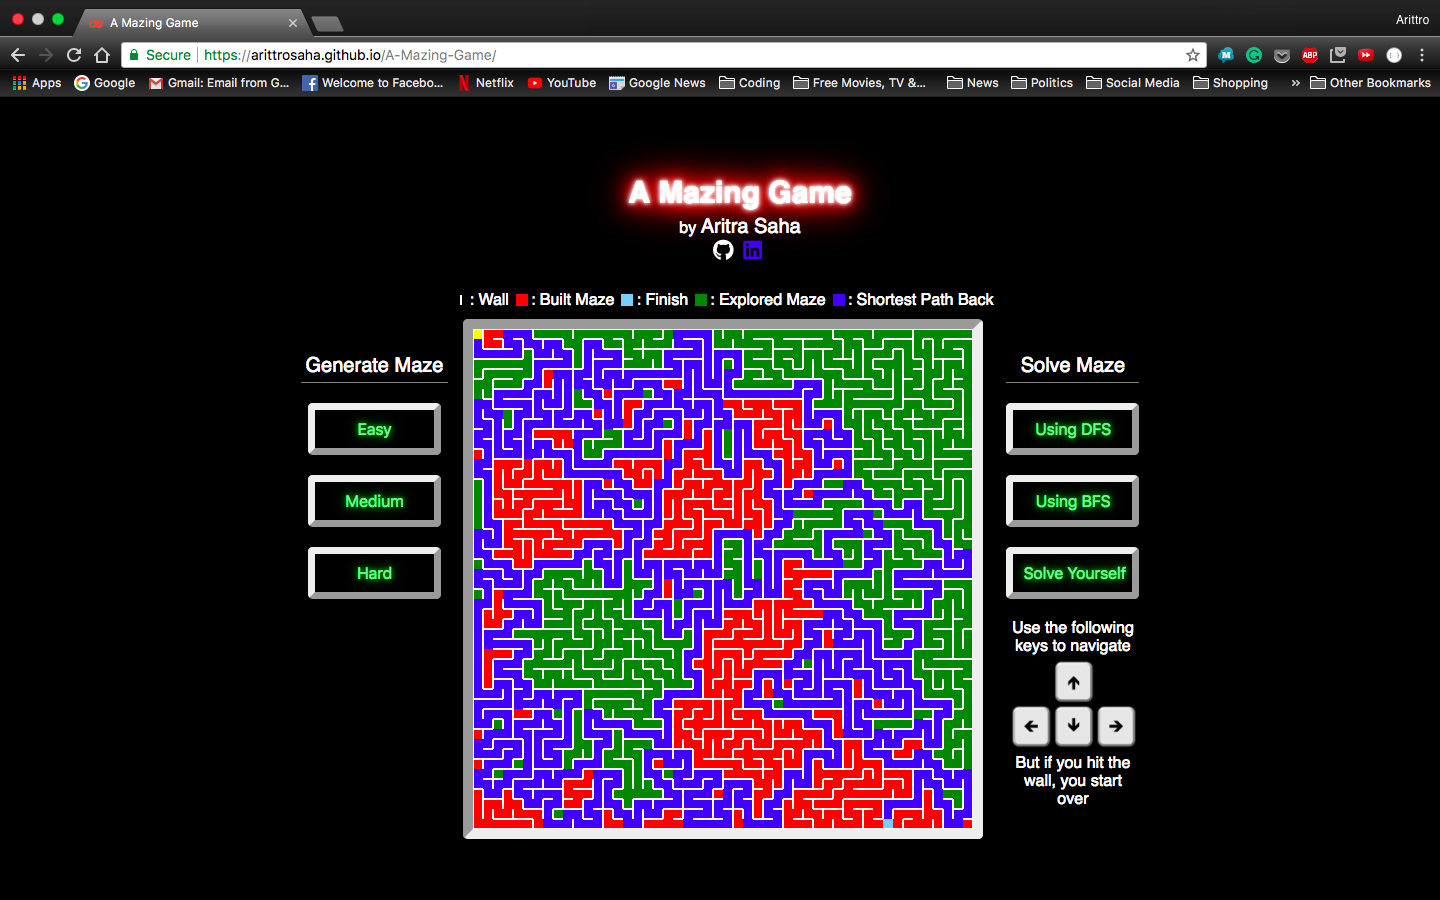 A Mazing Game
Arittro
Secure https://arittrosaha.github.io/A-Mazing-Game/
Apps Google Gmail: Email from G... Welcome to Facebo... Netflix YouTube Google News Coding Free Movies, TV &... News Politics Social Media Shopping » Other Bookmarks
A Mazing Game
by Aritra Saha
: Wall : Built Maze : Finish : Explored Maze : Shortest Path Back
Generate Maze
Easy
Medium
Hard
Solve Maze
Using DFS
Using BFS
Solve Yourself
Use the following
keys to navigate
But if you hit the
wall, you start
over